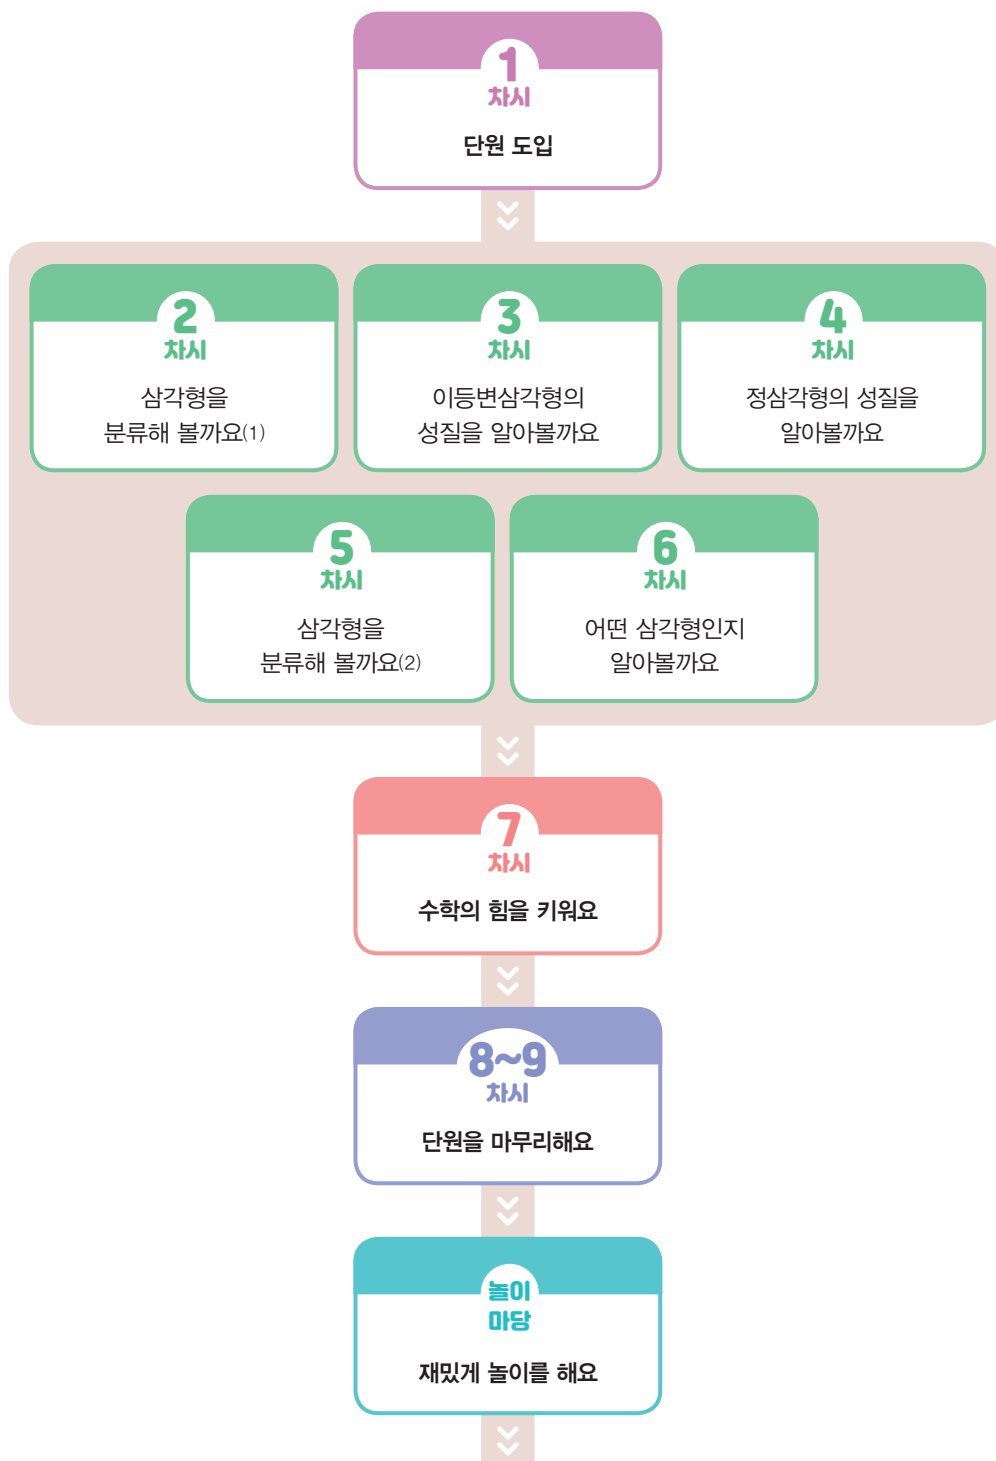 1
차시
단원 도입
2
차시
삼각형을
분류해 볼까요(1)
3
차시
이등변삼각형의
성질을 알아볼까요
4
차시
정삼각형의 성질을
알아볼까요
5
차시
삼각형을
분류해 볼까요(2)
6
차시
어떤 삼각형인지
알아볼까요
7
차시
수학의 힘을 키워요
8~9
차시
단원을 마무리해요
놀이
마당
재밌게 놀이를 해요